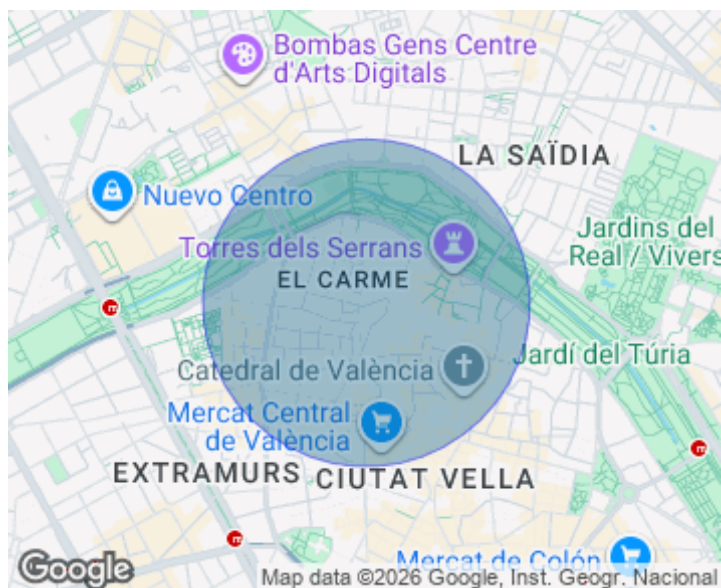 Bombas Gens Centre
d'Arts Digitals
LA SAÏDIA
Nuevo Centro
Jardins del
Real / Vivers
Torres dels Serrans
EL CARME
Catedral de València
Jardí del Túria
Mercat Central
de València
EXTRAMURS
CIUTAT VELLA
Mercat de Colón
Google
Map data ©2026 Google, Inst. Geogr. Nacional